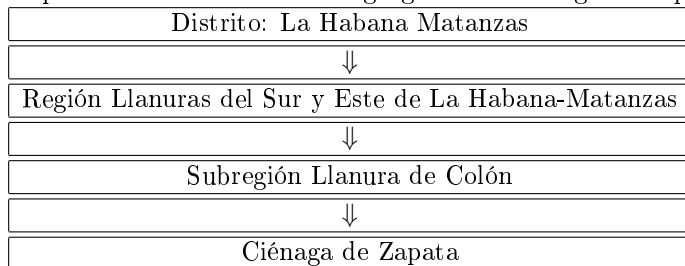 Distrito: La Habana Matanzas
⇓
Región Llanuras del Sur y Este de La Habana-Matanzas
⇓
Subregión Llanura de Colón
⇓
Ciénaga de Zapata